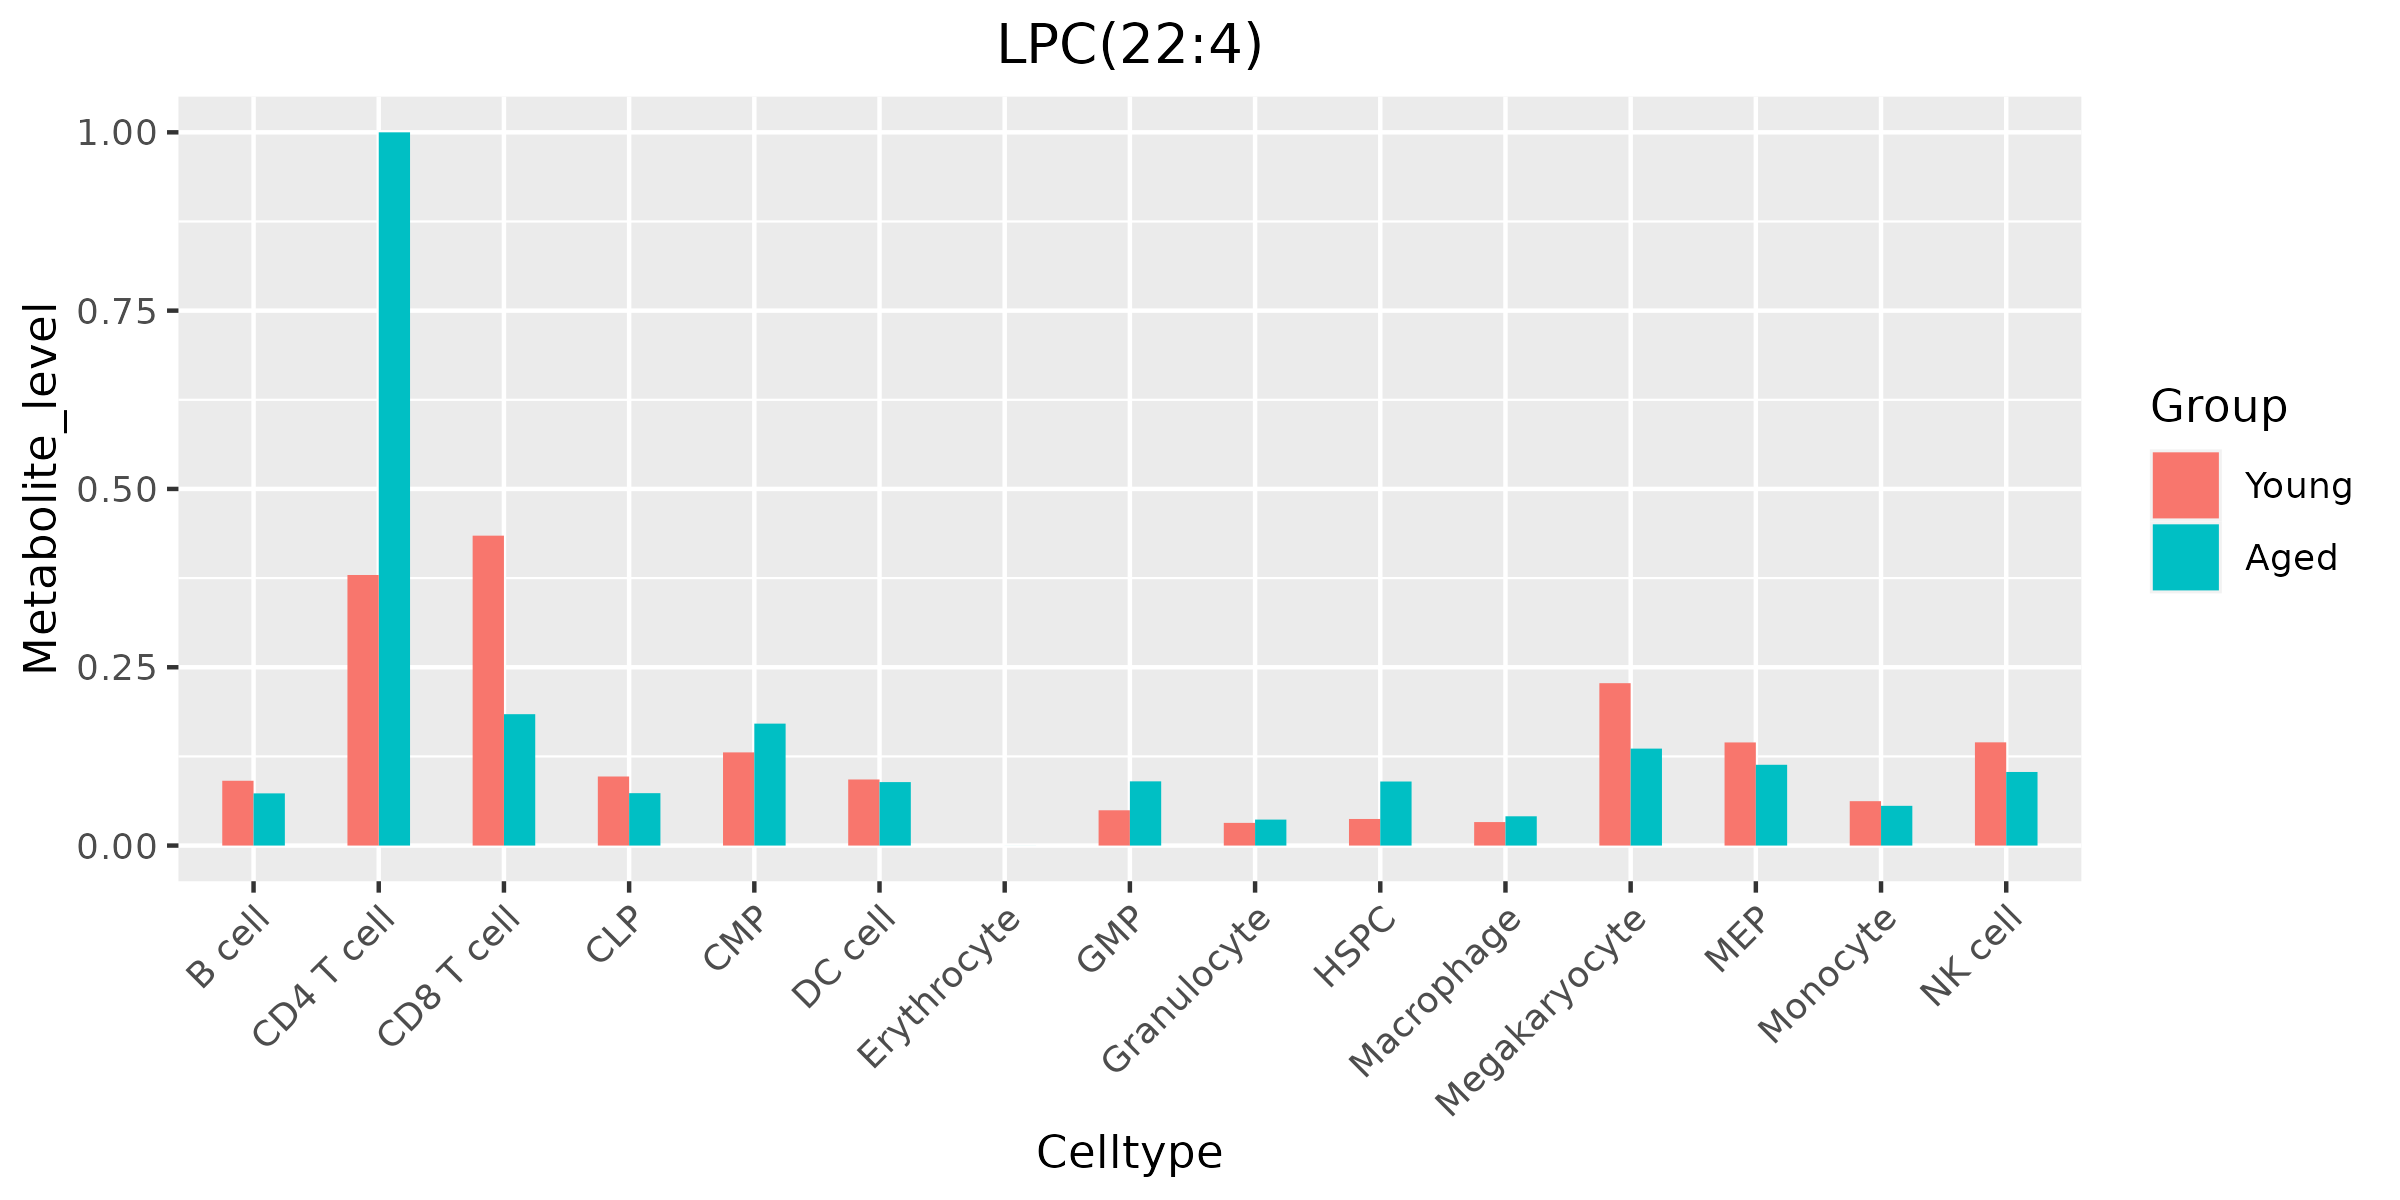 LPC(22:4)
Metabolite_level
1.00
0.75
0.50
0.25
0.00
B cell
CD4 T cell
CD8 T cell
CLP
CMP
DC cell
Erythrocyte
GMP
Granulocyte
HSPC
Macrophage
Megakaryocyte
MEP
Monocyte
NK cell
Celltype
Group
Young
Aged